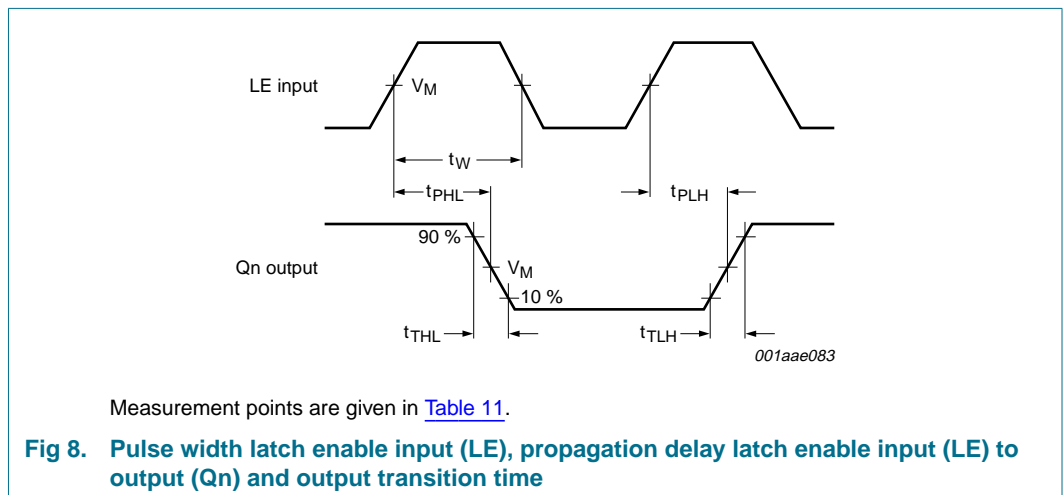 LE input
VM
tW
tPHL
tPLH
90 %
Qn output
VM
10 %
tTHL
tTLH
001aae083
Measurement points are given in Table 11.
Fig 8. Pulse width latch enable input (LE), propagation delay latch enable input (LE) to
output (Qn) and output transition time